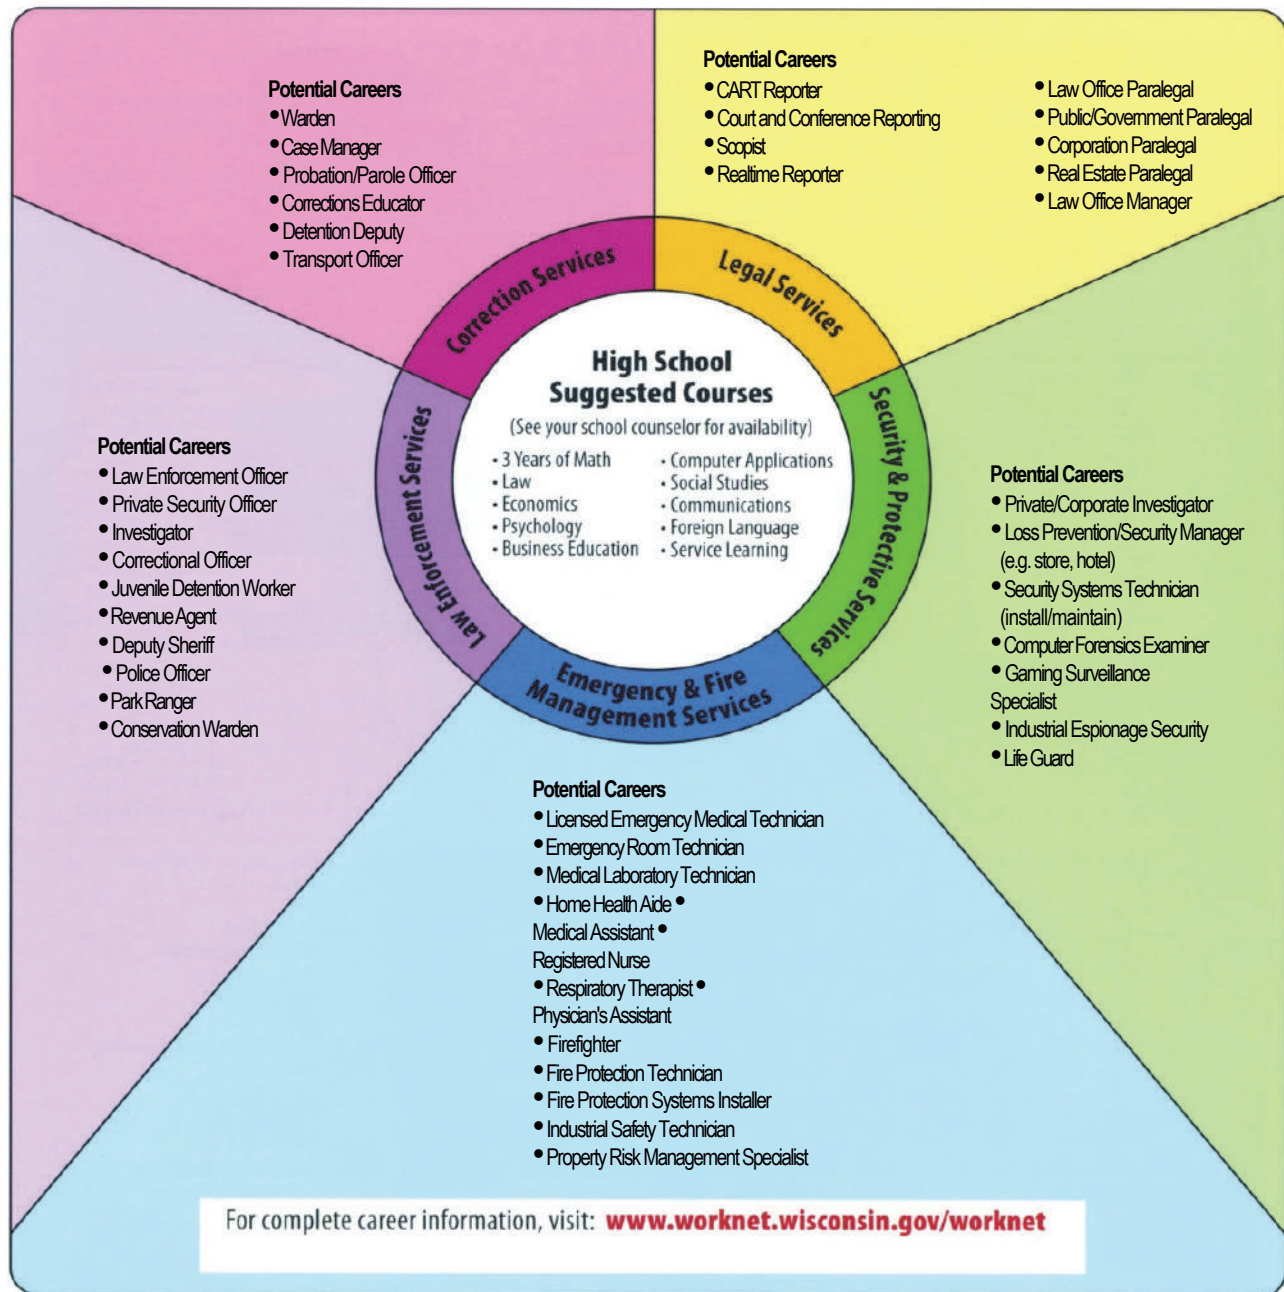 Potential Careers
• Warden
• Case Manager
• Probation/Parole Officer
• Corrections Educator
• Detention Deputy
• Transport Officer
Potential Careers
• CART Reporter
• Court and Conference Reporting
• Scopist
• Realtime Reporter
• Law Office Paralegal
• Public/Government Paralegal
• Corporation Paralegal
• Real Estate Paralegal
• Law Office Manager
Correction Services
Legal Services
Security & Protective Services
Emergency & Fire
Management Services
Law Enforcement Services
High School
Suggested Courses
(See your school counselor for availability)
• 3 Years of Math
• Law
• Economics
• Psychology
• Business Education
• Computer Applications
• Social Studies
• Communications
• Foreign Language
• Service Learning
Potential Careers
• Law Enforcement Officer
• Private Security Officer
• Investigator
• Correctional Officer
• Juvenile Detention Worker
• Revenue Agent
• Deputy Sheriff
• Police Officer
• Park Ranger
• Conservation Warden
Potential Careers
• Private/Corporate Investigator
• Loss Prevention/Security Manager
(e.g. store, hotel)
• Security Systems Technician
(install/maintain)
• Computer Forensics Examiner
• Gaming Surveillance
Specialist
• Industrial Espionage Security
• Life Guard
Potential Careers
• Licensed Emergency Medical Technician
• Emergency Room Technician
• Medical Laboratory Technician
• Home Health Aide •
Medical Assistant •
Registered Nurse
• Respiratory Therapist •
Physician's Assistant
• Firefighter
• Fire Protection Technician
• Fire Protection Systems Installer
• Industrial Safety Technician
• Property Risk Management Specialist
For complete career information, visit: www.worknet.wisconsin.gov/worknet